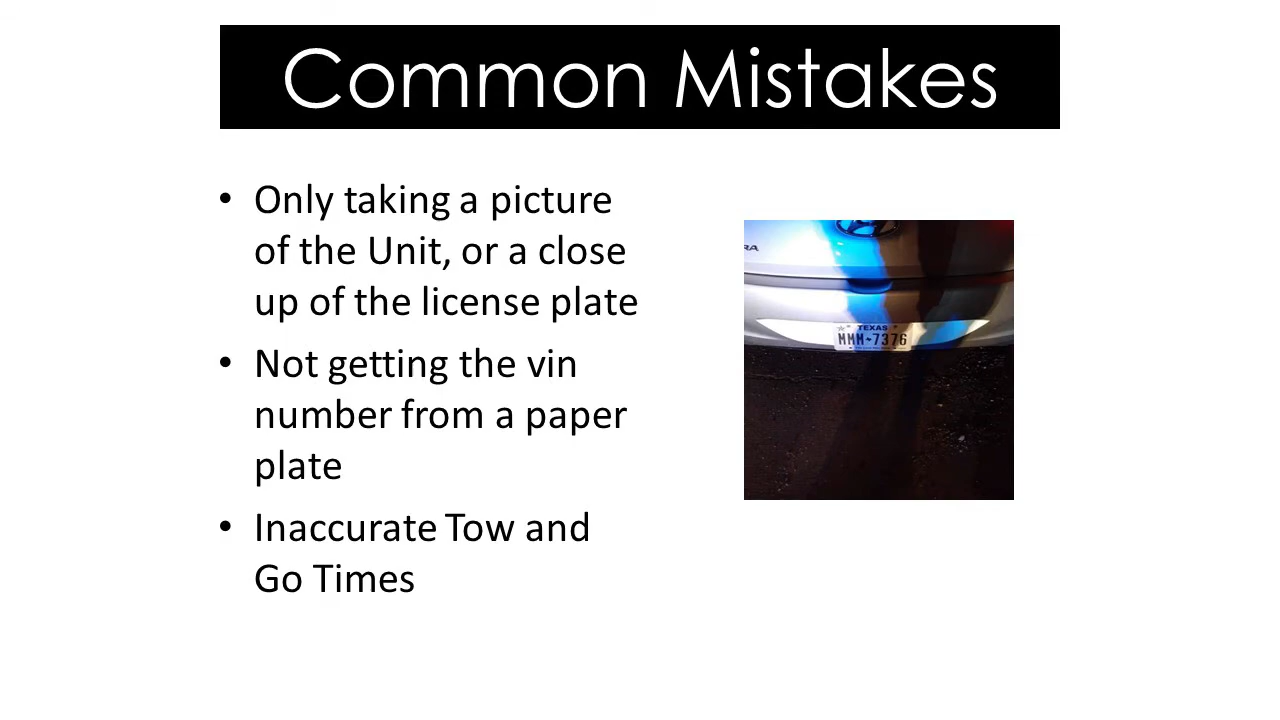 Common Mistakes
• Only taking a picture
of the Unit, or a close
up of the license plate
• Not getting the vin
number from a paper
plate
• Inaccurate Tow and
Go Times
RA
TEXAS
MMM-7376